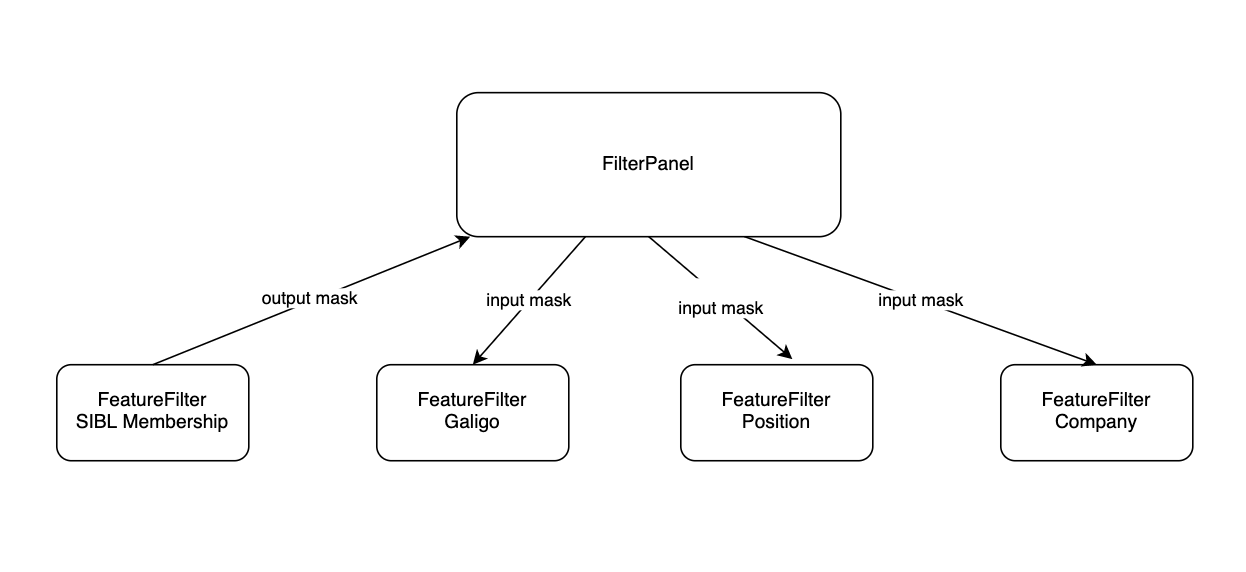 FilterPanel
output mask
input mask
input mask
input mask
FeatureFilter
SIBL Membership
FeatureFilter
Galigo
FeatureFilter
Position
FeatureFilter
Company